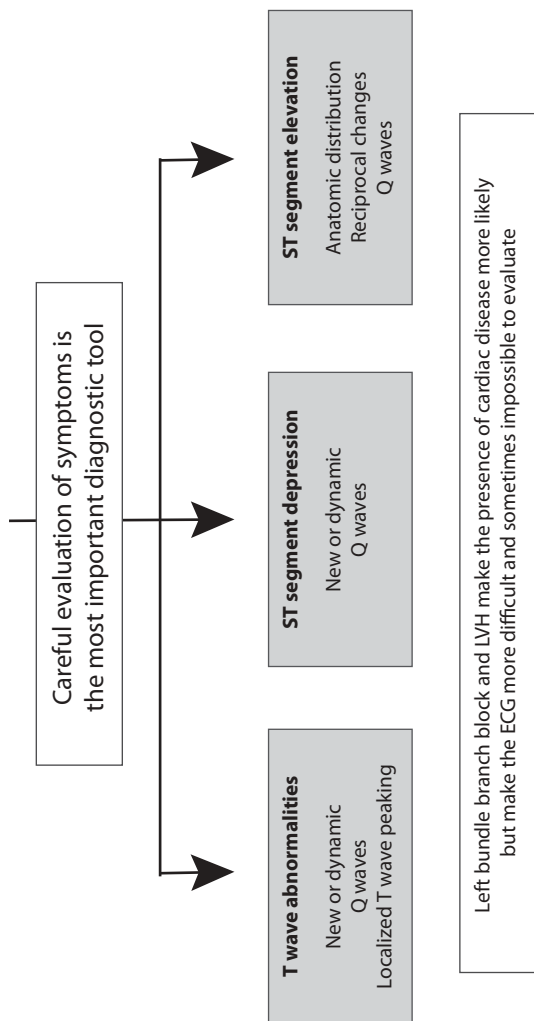 Careful evaluation of symptoms is
the most important diagnostic tool
T wave abnormalities
New or dynamic
Q waves
Localized T wave peaking
ST segment depression
New or dynamic
Q waves
ST segment elevation
Anatomic distribution
Reciprocal changes
Q waves
Left bundle branch block and LVH make the presence of cardiac disease more likely
but make the ECG more difficult and sometimes impossible to evaluate